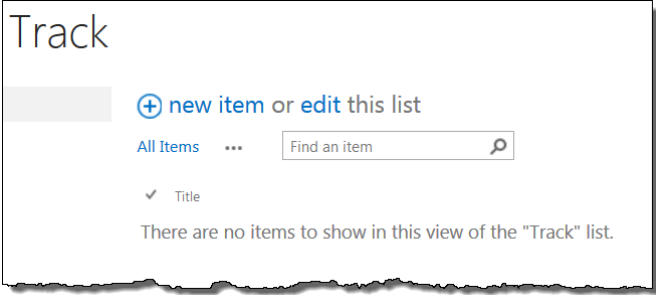 Track
new item or edit this list
All Items ••• Find an item
Title
There are no items to show in this view of the "Track" list.